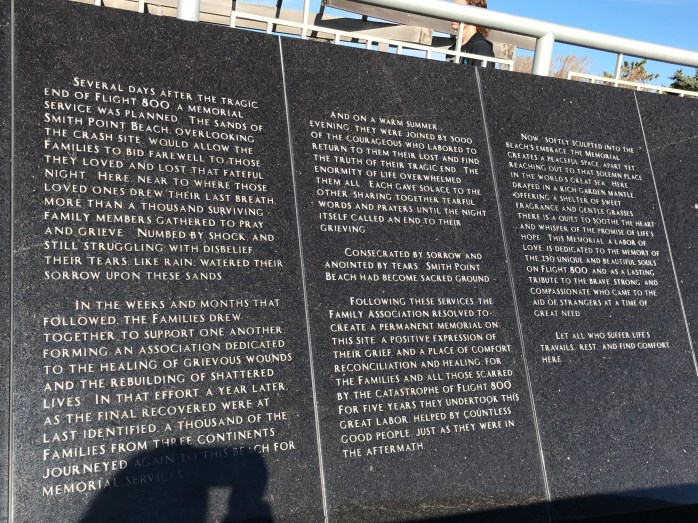 Several days after the tragic
end of Flight 800, a memorial
service was planned. The sands of
Smith Point Beach, overlooking
the crash site, would allow the
Families to bid farewell to those
they loved and lost that fateful
night. Here, near to where those
loved ones drew their last breath,
more than a thousand surviving
family members gathered to pray
and grieve. Numbed by shock, and
still struggling with disbelief,
their tears, like rain, watered their
sorrow upon these sands.
In the weeks and months that
followed, the Families drew
together to support one another
forming an association dedicated
to the healing of grievous wounds
and the rebuilding of shattered
lives. In that effort, a year later,
as the final recovered were at
last identified, a thousand of the
Families from three continents
journeyed again to this beach for
memorial services.
And on a warm summer
evening, they were joined by 3000
of the courageous who labored to
return to them their lost and find
the truth of their tragic end. The
enormity of life overwhelmed
them all. Each gave solace to the
other, sharing together tearful
words and prayers, until the night
itself called an end to their
grieving.
Consecrated by sorrow and
anointed by tears, Smith Point
Beach had become sacred ground.
Following these services, the
Family Association resolved to
create a permanent memorial on
this site, a positive expression of
their grief, and a place of comfort,
reconciliation and healing, for
the Families and all those scarred
by the catastrophe of Flight 800.
For five years they undertook this
great labor, helped by countless
good people, just as they were in
the aftermath.
Now, softly sculpted into the
beach's embrace, the Memorial
creates a peaceful space, apart yet
reaching out to that solemn place
in the world's great sea. Here,
draped in a rich garden mantle
offering a shelter of sweet
fragrance and gentle grasses,
there is a quiet to soothe the heart
and whisper of the promise of life's
hope. This Memorial, a labor of
love, is dedicated to the memory of
the 230 unique and beautiful souls
on Flight 800, and as a lasting
tribute to the brave, strong and
compassionate who came to the
aid of strangers at a time of
great need.
Let all who suffer life's
travails, rest, and find comfort
here.